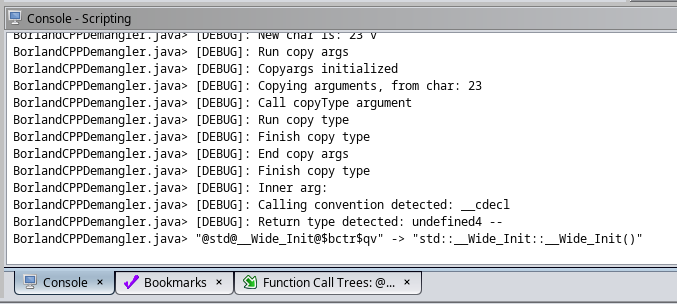 Console - Scripting
BorlandCPPDemangler.java> [DEBUG]: New char is: 23 v
BorlandCPPDemangler.java> [DEBUG]: Run copy args
BorlandCPPDemangler.java> [DEBUG]: Copyargs initialized
BorlandCPPDemangler.java> [DEBUG]: Copying arguments, from char: 23
BorlandCPPDemangler.java> [DEBUG]: Call copyType argument
BorlandCPPDemangler.java> [DEBUG]: Run copy type
BorlandCPPDemangler.java> [DEBUG]: Finish copy type
BorlandCPPDemangler.java> [DEBUG]: End copy args
BorlandCPPDemangler.java> [DEBUG]: Finish copy type
BorlandCPPDemangler.java> [DEBUG]: Inner arg:
BorlandCPPDemangler.java> [DEBUG]: Calling convention detected: __cdecl
BorlandCPPDemangler.java> [DEBUG]: Return type detected: undefined4 --
BorlandCPPDemangler.java> "@std@__Wide_Init@$bctr$qv" -> "std::__Wide_Init::__Wide_Init()"
Console × Bookmarks × Function Call Trees: @... ×